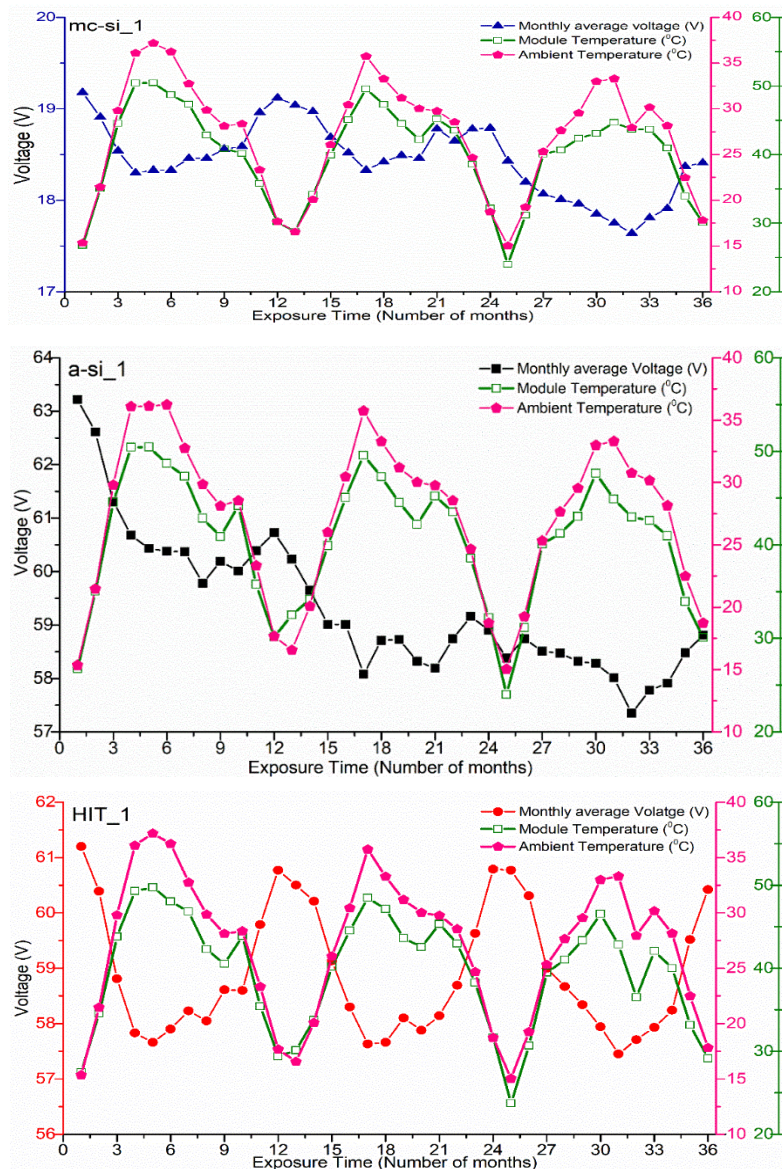 mc-si_1
Monthly average voltage (V)
Module Temperature (⁰C)
Ambient Temperature (⁰C)
Voltage (V)
20
19
18
17
0 3 6 9 12 15 18 21 24 27 30 33 36
Exposure Time (Number of months)
40
35
30
25
20
15
10
60
50
40
30
20
a-si_1
Monthly average Voltage (V)
Module Temperature (⁰C)
Ambient Temperature (⁰C)
Voltage (V)
64
63
62
61
60
59
58
57
0 3 6 9 12 15 18 21 24 27 30 33 36
Exposure Time (Number of months)
40
35
30
25
20
15
10
60
50
40
30
20
HIT_1
Monthly average Volatge (V)
Module Temperature (⁰C)
Ambient Temperature (⁰C)
Voltage (V)
62
61
60
59
58
57
56
0 3 6 9 12 15 18 21 24 27 30 33 36
Exposure Time (Number of months)
40
35
30
25
20
15
10
60
50
40
30
20